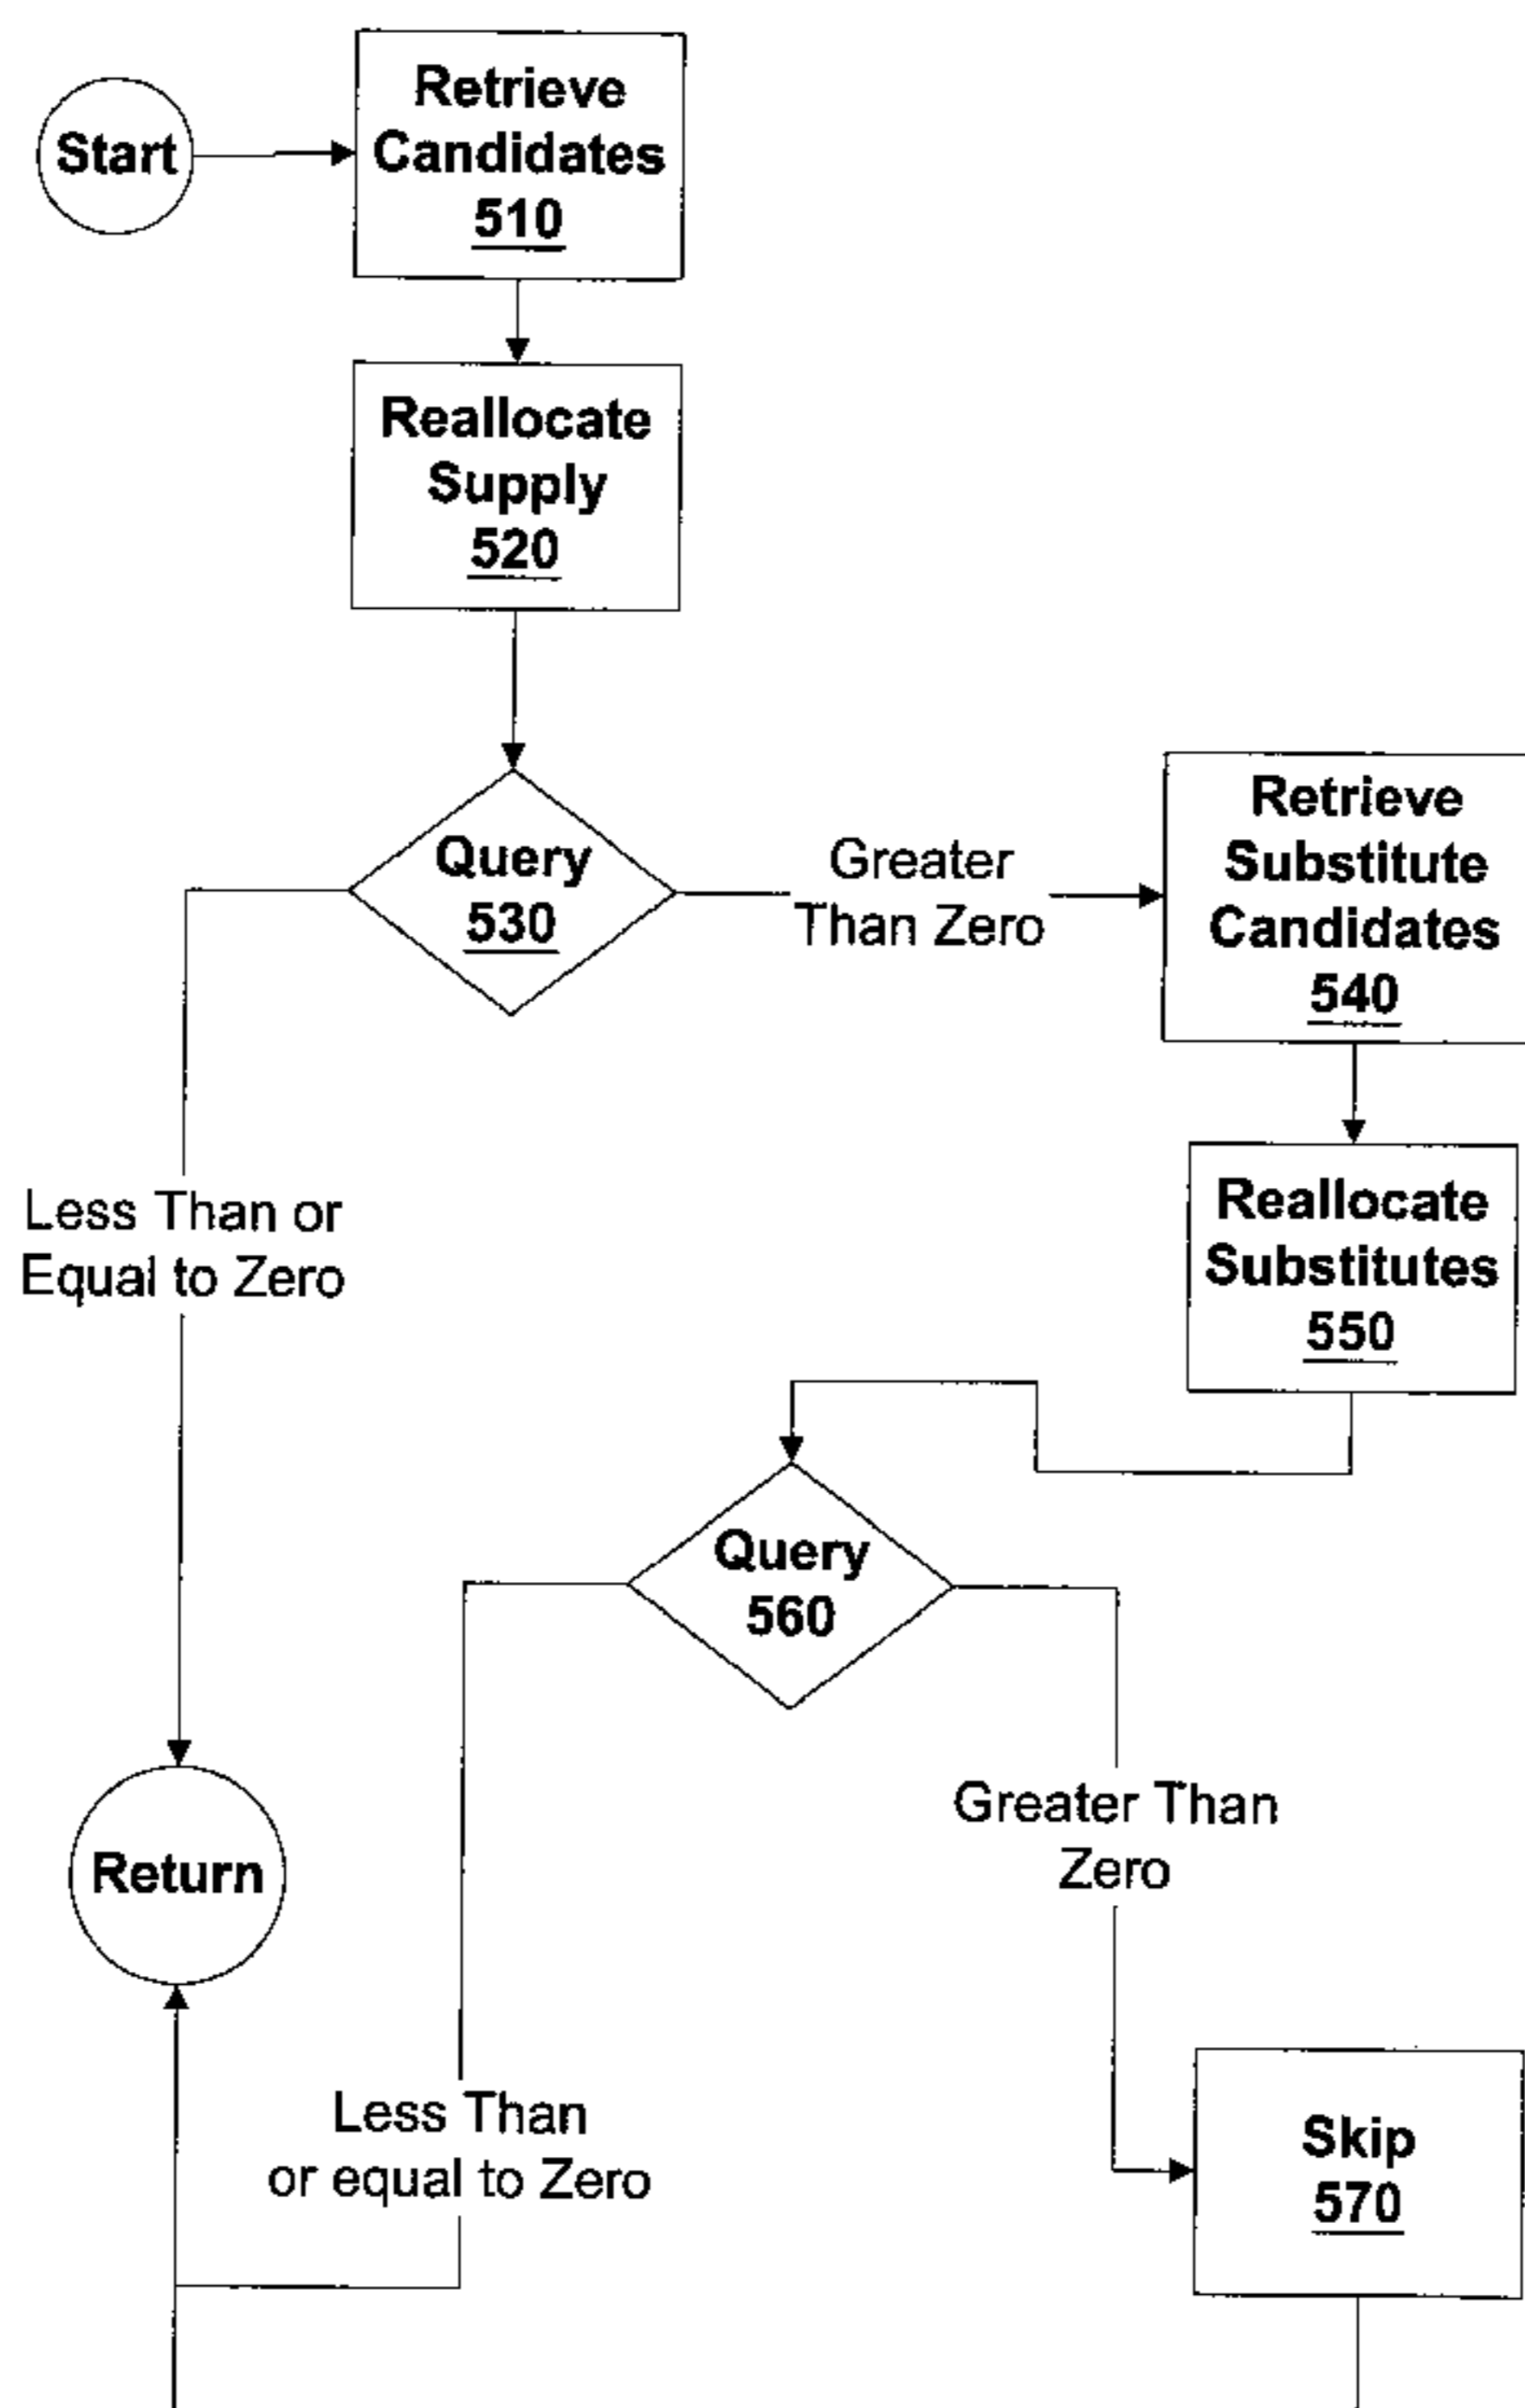 Start
Retrieve
Candidates
510
Reallocate
Supply
520
Query
530
Greater
Than Zero
Retrieve
Substitute
Candidates
540
Less Than or
Equal to Zero
Reallocate
Substitutes
550
Query
560
Greater Than
Zero
Return
Less Than
or equal to Zero
Skip
570